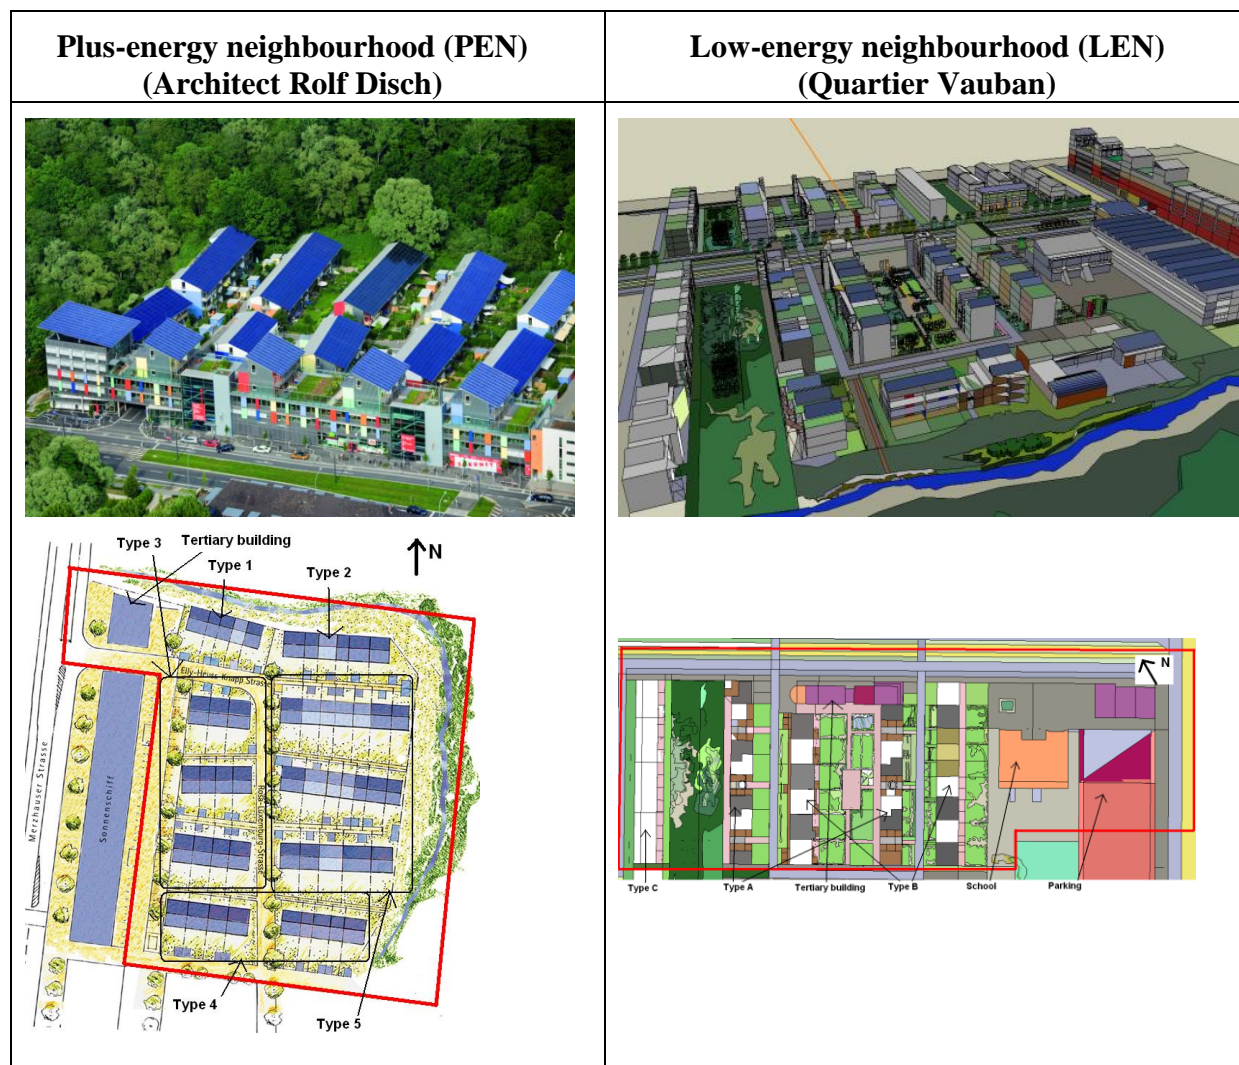 Plus-energy neighbourhood (PEN)
(Architect Rolf Disch)
Low-energy neighbourhood (LEN)
(Quartier Vauban)
Type 3
Tertiary building
Type 1
Type 2
N
Elly-Heuss-Knapp Strasse
Merzhauser Strasse
Sonnenschiff
Rosa-Luxemburg-Strasse
Type 4
Type 5
N
Type C
Type A
Tertiary building
Type B
School
Parking